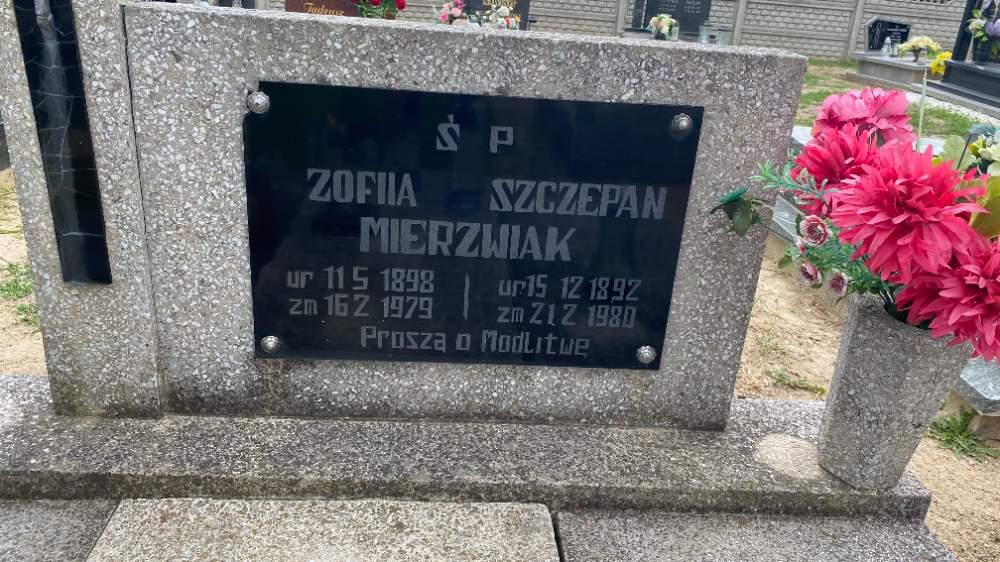 Tadeusz
Ś P
ZOFIIA SZCZEPAN
MIERZWIAK
ur 11 5 1898 ur 15 12 1892
zm 16 2 1979 zm 21 2 1980
Proszą o Modlitwę